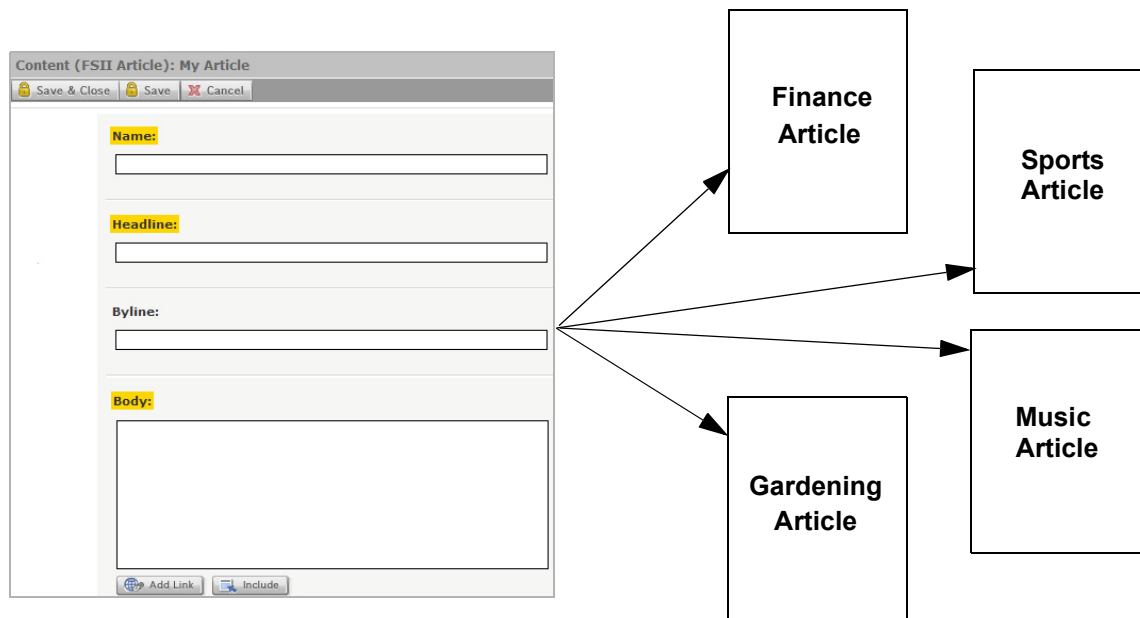 Content (FSII Article): My Article
Save & Close Save Cancel
Name:
Headline:
Byline:
Body:
Add Link Include
Finance
Article
Sports
Article
Music
Article
Gardening
Article